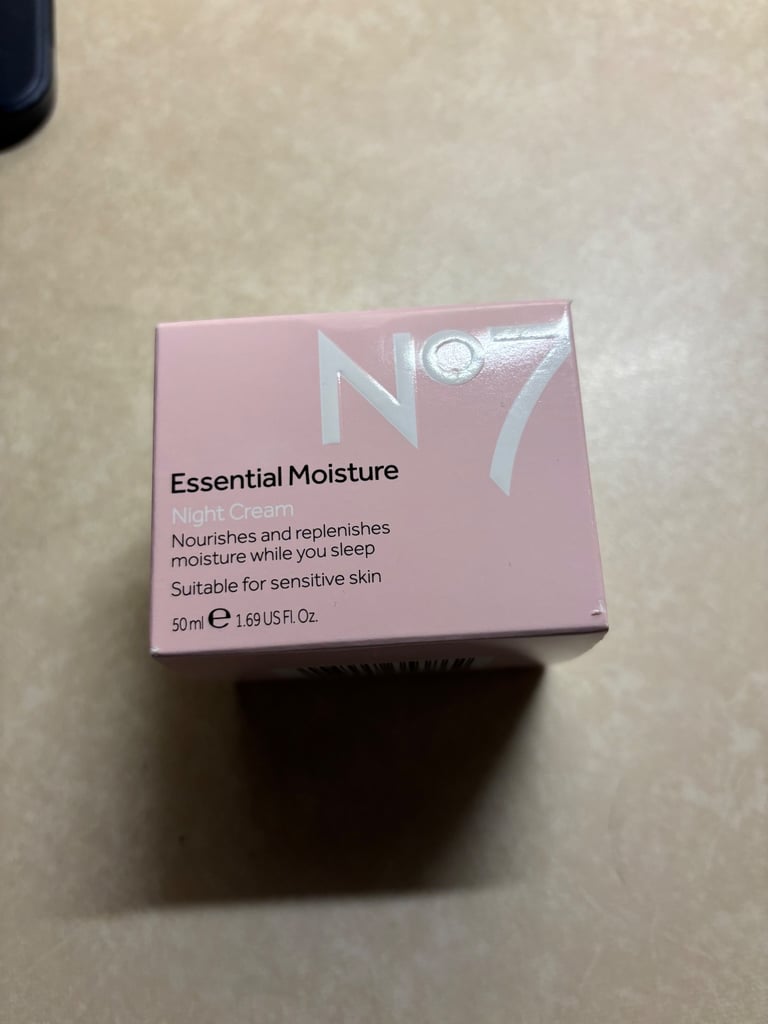 Nº7
Essential Moisture
Night Cream
Nourishes and replenishes
moisture while you sleep
Suitable for sensitive skin
50 ml ℮ 1.69 US Fl. Oz.